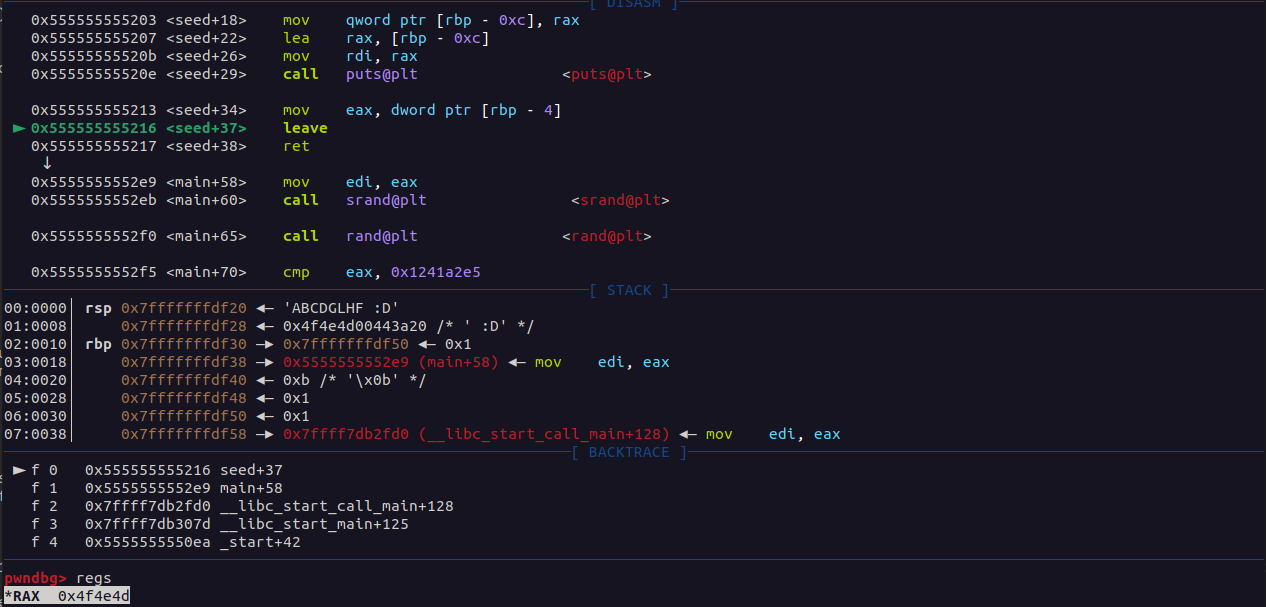 [ DISASM ]
0x555555555203 <seed+18> mov qword ptr [rbp - 0xc], rax
0x555555555207 <seed+22> lea rax, [rbp - 0xc]
0x55555555520b <seed+26> mov rdi, rax
0x55555555520e <seed+29> call puts@plt <puts@plt>
0x555555555213 <seed+34> mov eax, dword ptr [rbp - 4]
► 0x555555555216 <seed+37> leave
0x555555555217 <seed+38> ret
↓
0x5555555552e9 <main+58> mov edi, eax
0x5555555552eb <main+60> call srand@plt <srand@plt>
0x5555555552f0 <main+65> call rand@plt <rand@plt>
0x5555555552f5 <main+70> cmp eax, 0x1241a2e5
[ STACK ]
00:0000│ rsp 0x7fffffffdf20 ◄— 'ABCDGLHF :D'
01:0008│ 0x7fffffffdf28 ◄— 0x4f4e4d00443a20 /* ' :D' */
02:0010│ rbp 0x7fffffffdf30 —► 0x7fffffffdf50 ◄— 0x1
03:0018│ 0x7fffffffdf38 —► 0x5555555552e9 (main+58) ◄— mov edi, eax
04:0020│ 0x7fffffffdf40 ◄— 0xb /* '\x0b' */
05:0028│ 0x7fffffffdf48 ◄— 0x1
06:0030│ 0x7fffffffdf50 ◄— 0x1
07:0038│ 0x7fffffffdf58 —► 0x7ffff7db2fd0 (__libc_start_call_main+128) ◄— mov edi, eax
[ BACKTRACE ]
► f 0 0x555555555216 seed+37
f 1 0x5555555552e9 main+58
f 2 0x7ffff7db2fd0 __libc_start_call_main+128
f 3 0x7ffff7db307d __libc_start_main+125
f 4 0x5555555550ea _start+42
pwndbg> regs
*RAX 0x4f4e4d